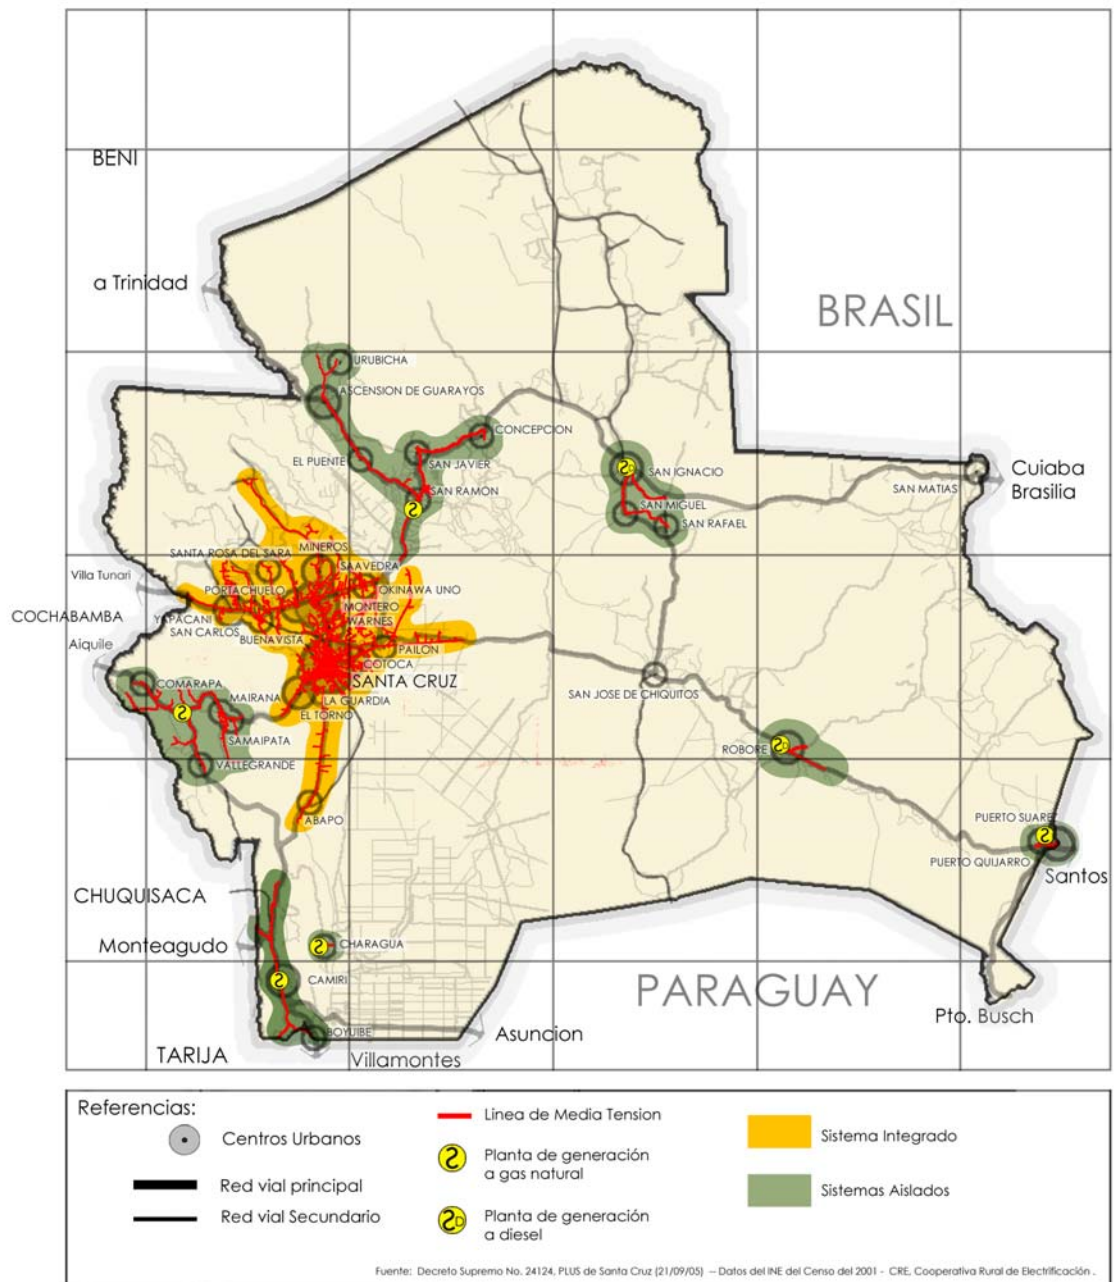 BENI
a Trinidad
BRASIL
URUBICHA
ASCENSION DE GUARAYOS
CONCEPCION
EL PUENTE
SAN JAVIER
SAN IGNACIO
Cuiaba
Brasilia
SAN MATIAS
SAN RAMON
SAN MIGUEL
SAN RAFAEL
MINEROS
SANTA ROSA DEL SARA
SAAVEDRA
Villa Tunari
PORTACHUELO
OKINAWA UNO
COCHABAMBA
MONTERO
YAPACANI
WARNES
SAN CARLOS
BUENAVISTA
Aiquile
PAILON
COTOCA
COMARAPA
SANTA CRUZ
MAIRANA
LA GUARDIA
SAN JOSE DE CHIQUITOS
EL TORNO
SAMAIPATA
ROBORE
VALLEGRANDE
ABAPO
PUERTO SUAREZ
PUERTO QUIJARRO
Santos
CHUQUISACA
Monteagudo
CHARAGUA
CAMIRI
PARAGUAY
Pto. Busch
BOYUIBE
Asuncion
TARIJA
Villamontes
Referencias:
Centros Urbanos
Red vial principal
Red vial Secundario
Linea de Media Tension
Planta de generación
a gas natural
Planta de generación
a diesel
Sistema Integrado
Sistemas Aislados
Fuente: Decreto Supremo No. 24124, PLUS de Santa Cruz (21/09/05) -- Datos del INE del Censo del 2001 - CRE, Cooperativa Rural de Electrificación .